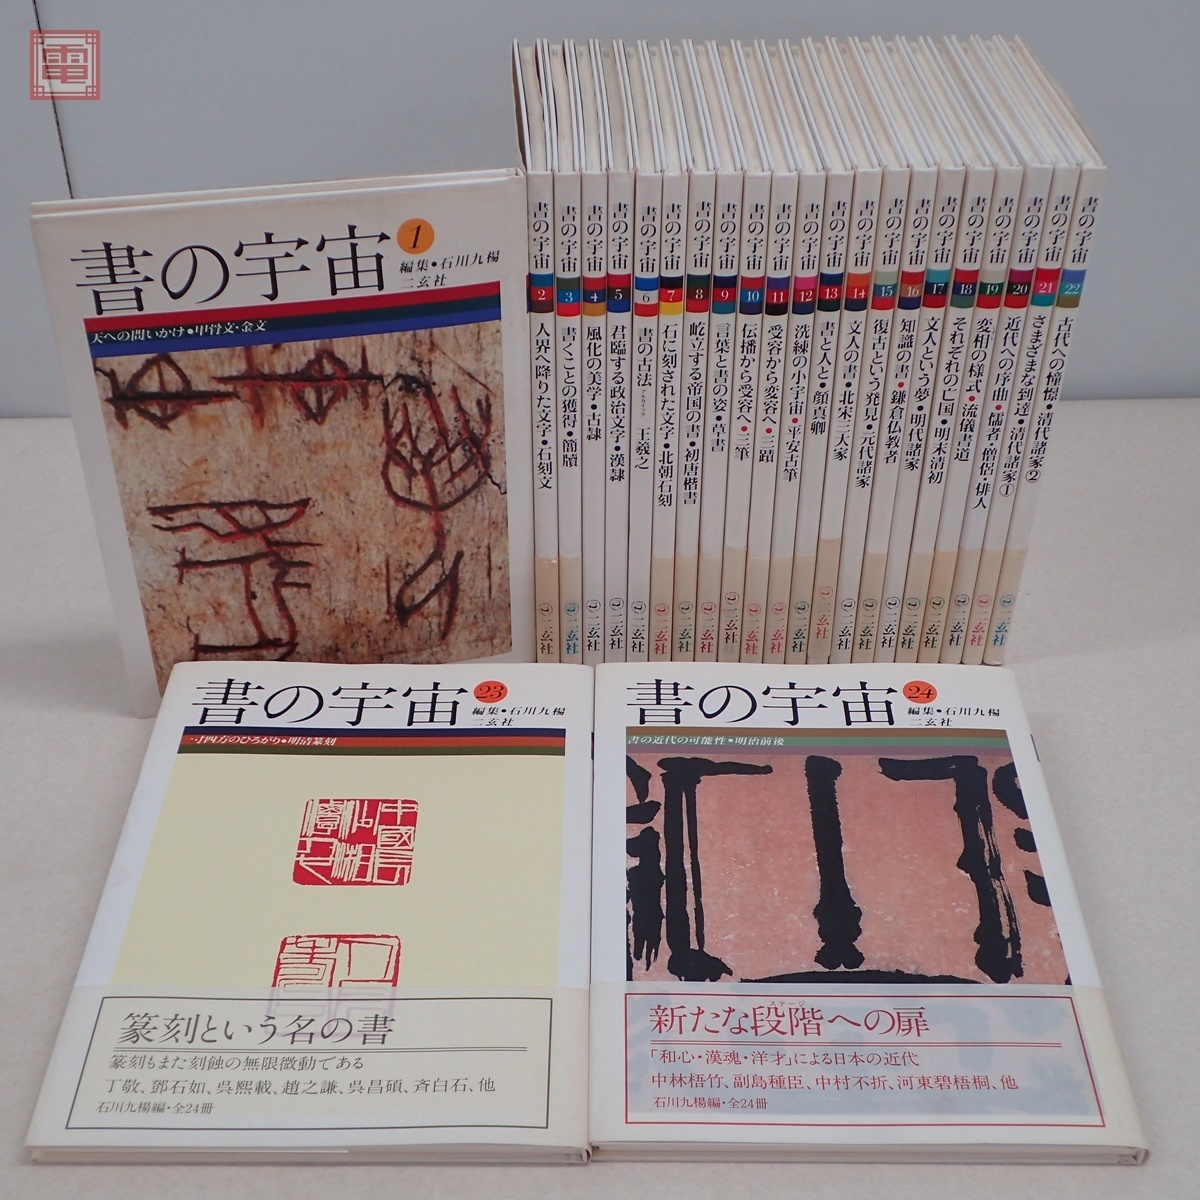 電
書の宇宙 1
編集●石川九楊
二玄社
天への問いかけ●甲骨文・金文
書の宇宙 2 人界へ降りた文字●石刻文 二玄社
書の宇宙 3 書くことの獲得●簡牘 二玄社
書の宇宙 4 風化の美学●古隷 二玄社
書の宇宙 5 君臨する政治文字●漢隷 二玄社
書の宇宙 6 書の古法 アルカイック 王羲之 二玄社
書の宇宙 7 石に刻された文字●北朝石刻 二玄社
書の宇宙 8 屹立する帝国の書●初唐楷書 二玄社
書の宇宙 9 言葉と書の姿●草書 二玄社
書の宇宙 10 伝播から受容へ●三筆 二玄社
書の宇宙 11 受容から変容へ●三蹟 二玄社
書の宇宙 12 洗練の小宇宙●平安古筆 二玄社
書の宇宙 13 書と人と●顔真卿 二玄社
書の宇宙 14 文人の書●北宋三大家 二玄社
書の宇宙 15 復古という発見●元代諸家 二玄社
書の宇宙 16 知識の書●鎌倉仏教者 二玄社
書の宇宙 17 文人という夢●明代諸家 二玄社
書の宇宙 18 それぞれの亡国●明末清初 二玄社
書の宇宙 19 変相の様式●流儀書道 二玄社
書の宇宙 20 近代への序曲●儒者・僧侶・俳人 二玄社
書の宇宙 21 さまざまな到達●清代諸家① 二玄社
書の宇宙 22 古代への憧憬●清代諸家②
書の宇宙 23
編集●石川九楊
二玄社
一寸四方のひろがり●明清篆刻
篆刻という名の書
篆刻もまた刻蝕の無限微動である
丁敬、鄧石如、呉熙載、趙之謙、呉昌碩、斉白石、他
石川九楊編・全24冊
書の宇宙 24
編集●石川九楊
二玄社
書の近代の可能性●明治前後
ステージ
新たな段階への扉
「和心・漢魂・洋才」による日本の近代
中林梧竹、副島種臣、中村不折、河東碧梧桐、他
石川九楊編・全24冊